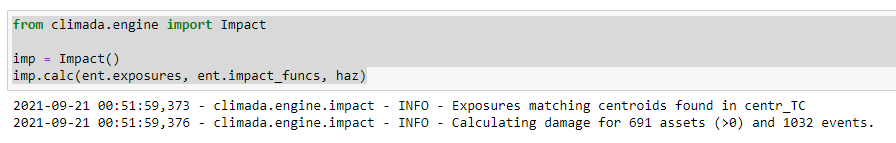 from climada.engine import Impact
imp = Impact()
imp.calc(ent.exposures, ent.impact_funcs, haz)
2021-09-21 00:51:59,373 - climada.engine.impact - INFO - Exposures matching centroids found in centr_TC
2021-09-21 00:51:59,376 - climada.engine.impact - INFO - Calculating damage for 691 assets (>0) and 1032 events.